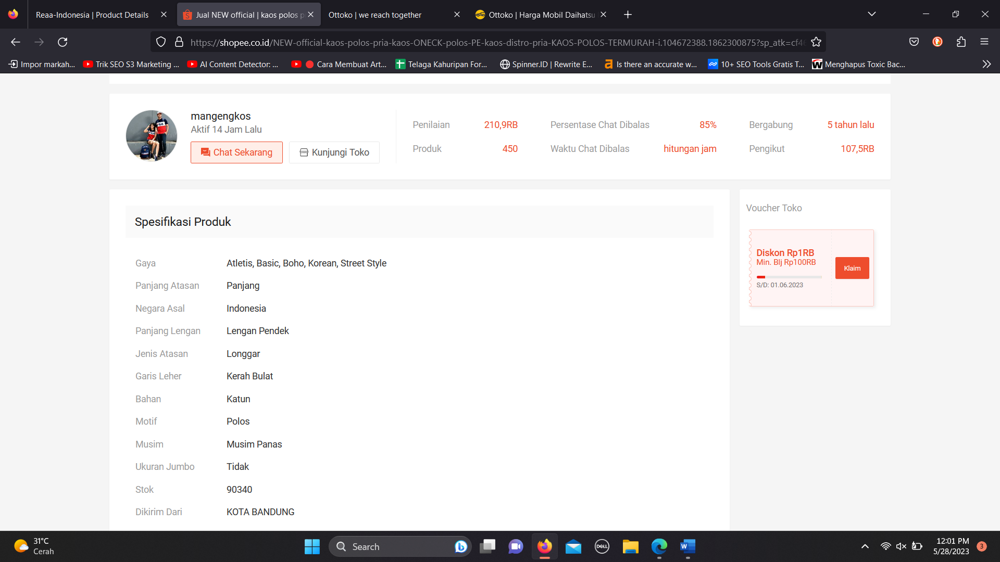 Reaa-Indonesia | Product Details
Jual NEW official | kaos polos p
Ottoko | we reach together
Ottoko | Harga Mobil Daihatsu
https://shopee.co.id/NEW-official-kaos-polos-pria-kaos-ONECK-polos-PE-kaos-distro-pria-KAOS-POLOS-TERMURAH-i.104672388.1862300875?sp_atk=cf46
Impor markah...
Trik SEO S3 Marketing ...
AI Content Detector: ...
Cara Membuat Art...
Telaga Kahuripan For...
Spinner.ID | Rewrite E...
Is there an accurate w...
10+ SEO Tools Gratis T...
Menghapus Toxic Bac...
mangengkos
Aktif 14 Jam Lalu
Chat Sekarang
Kunjungi Toko
Penilaian 210,9RB
Persentase Chat Dibalas 85%
Bergabung 5 tahun lalu
Produk 450
Waktu Chat Dibalas hitungan jam
Pengikut 107,5RB
Spesifikasi Produk
Gaya Atletis, Basic, Boho, Korean, Street Style
Panjang Atasan Panjang
Negara Asal Indonesia
Panjang Lengan Lengan Pendek
Jenis Atasan Longgar
Garis Leher Kerah Bulat
Bahan Katun
Motif Polos
Musim Musim Panas
Ukuran Jumbo Tidak
Stok 90340
Dikirim Dari KOTA BANDUNG
Voucher Toko
Diskon Rp1RB
Min. Blj Rp100RB
Klaim
S/D: 01.06.2023
31°C
Cerah
Search
DELL
12:01 PM
5/28/2023
3